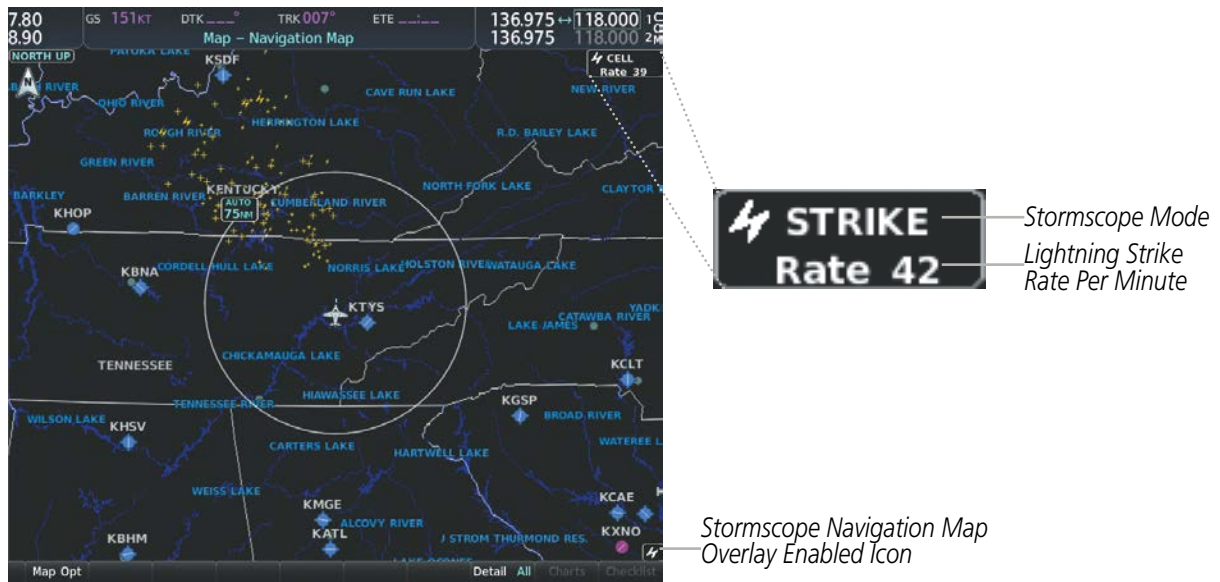 7.80 GS 151KT DTK ___° TRK 007° ETE __:__ 136.975 ↔ 118.000 1
8.90 Map – Navigation Map 136.975 118.000 2
NORTH UP
PATOKA LAKE
KSDF
CELL
Rate 39
N
RIVER
CAVE RUN LAKE
NEW RIVER
OHIO RIVER
HERRINGTON LAKE
ROUGH RIVER
R.D. BAILEY LAKE
GREEN RIVER
BARKLEY
BARREN RIVER
KENTUCKY
NORTH FORK LAKE
CLAYTOR
AUTO
75NM
CUMBERLAND RIVER
KHOP
KBNA
CORDELL HULL LAKE
NORRIS LAKE
HOLSTON RIVER
WATAUGA LAKE
KTYS
YADK
CATAWBA RIVER
LAKE JAMES
CHICKAMAUGA LAKE
TENNESSEE
KCLT
HIAWASSEE LAKE
TENNESSEE RIVER
KGSP
BROAD RIVER
WILSON LAKE
KHSV
CARTERS LAKE
HARTWELL LAKE
WATEREE L
WEISS LAKE
KMGE
KCAE
ALCOVY RIVER
KATL
KBHM
J STROM THURMOND RES.
KXNO
Map Opt Detail All Charts Checklist
STRIKE
Rate 42
Stormscope Mode
Lightning Strike
Rate Per Minute
Stormscope Navigation Map
Overlay Enabled Icon